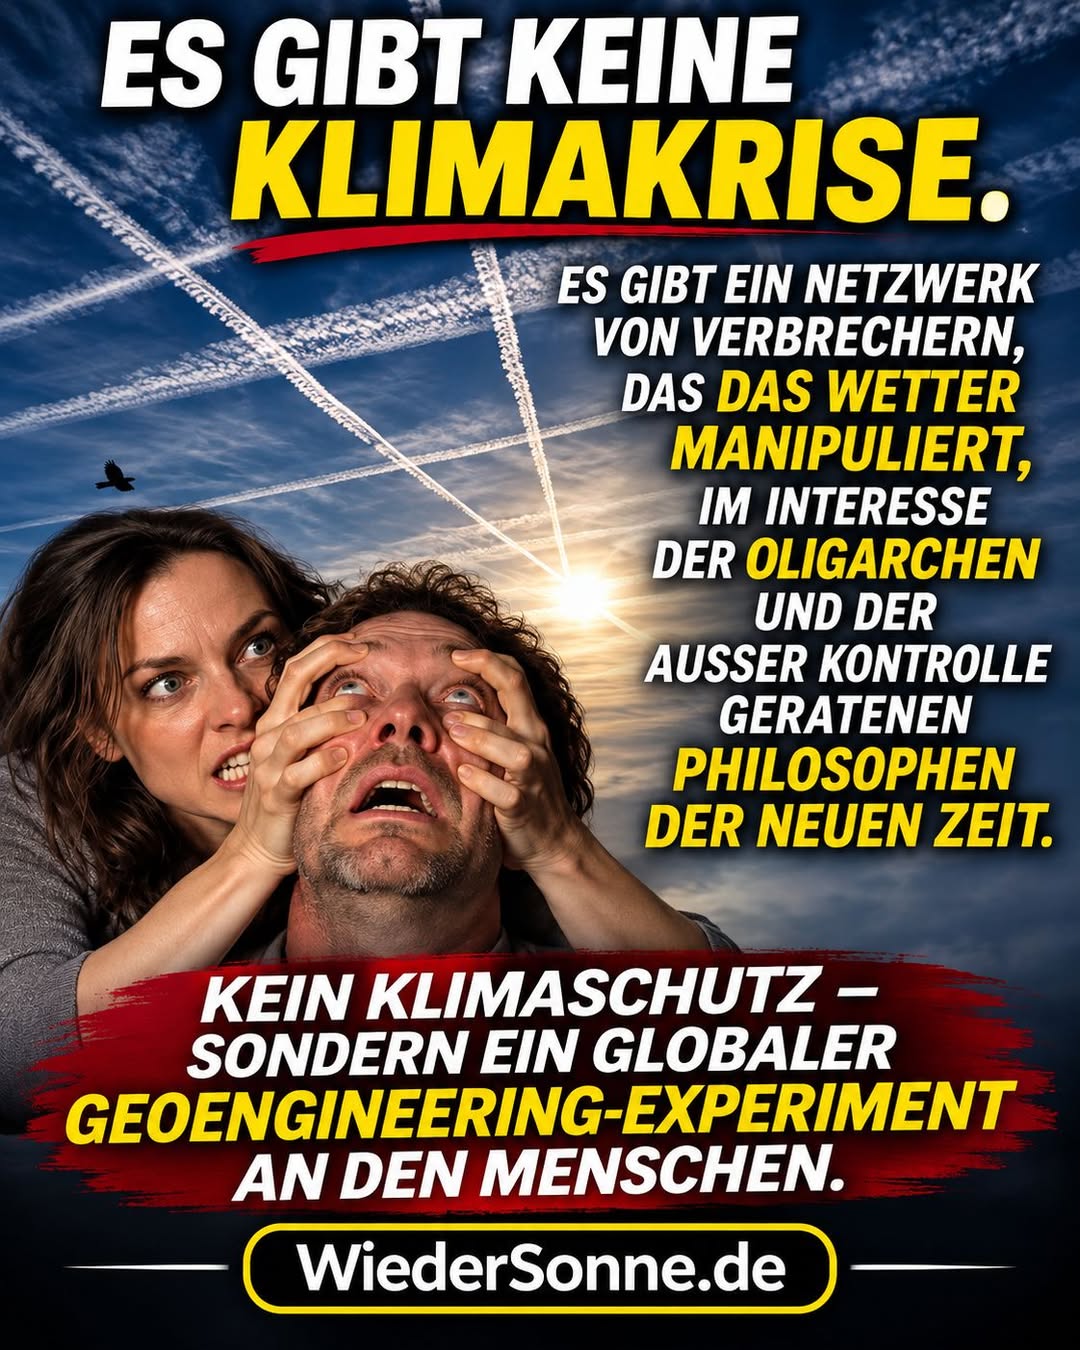 ES GIBT KEINE
KLIMAKRISE.
ES GIBT EIN NETZWERK
VON VERBRECHERN,
DAS DAS WETTER
MANIPULIERT,
IM INTERESSE
DER OLIGARCHEN
UND DER
AUSSER KONTROLLE
GERATENEN
PHILOSOPHEN
DER NEUEN ZEIT.
KEIN KLIMASCHUTZ –
SONDERN EIN GLOBALER
GEOENGINEERING-EXPERIMENT
AN DEN MENSCHEN.
WiederSonne.de